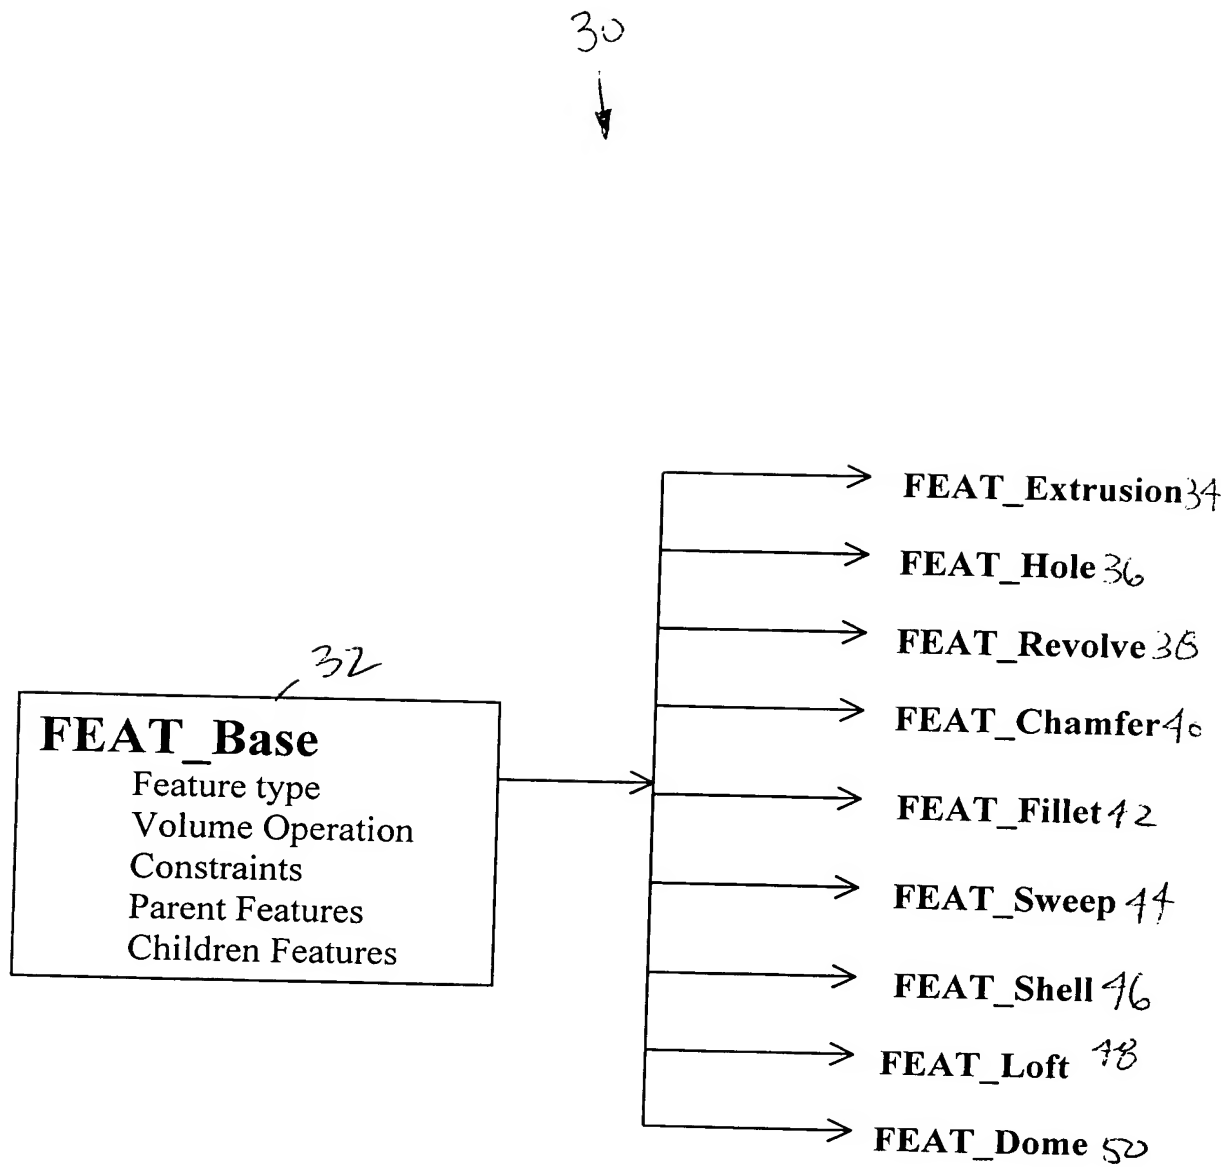 30
FEAT_Extrusion 34
FEAT_Hole 36
FEAT_Revolve 38
32
FEAT_Base
FEAT_Chamfer 40
Feature type
Volume Operation
FEAT_Fillet 42
Constraints
Parent Features
FEAT_Sweep 44
Children Features
FEAT_Shell 46
FEAT_Loft 48
FEAT_Dome 50